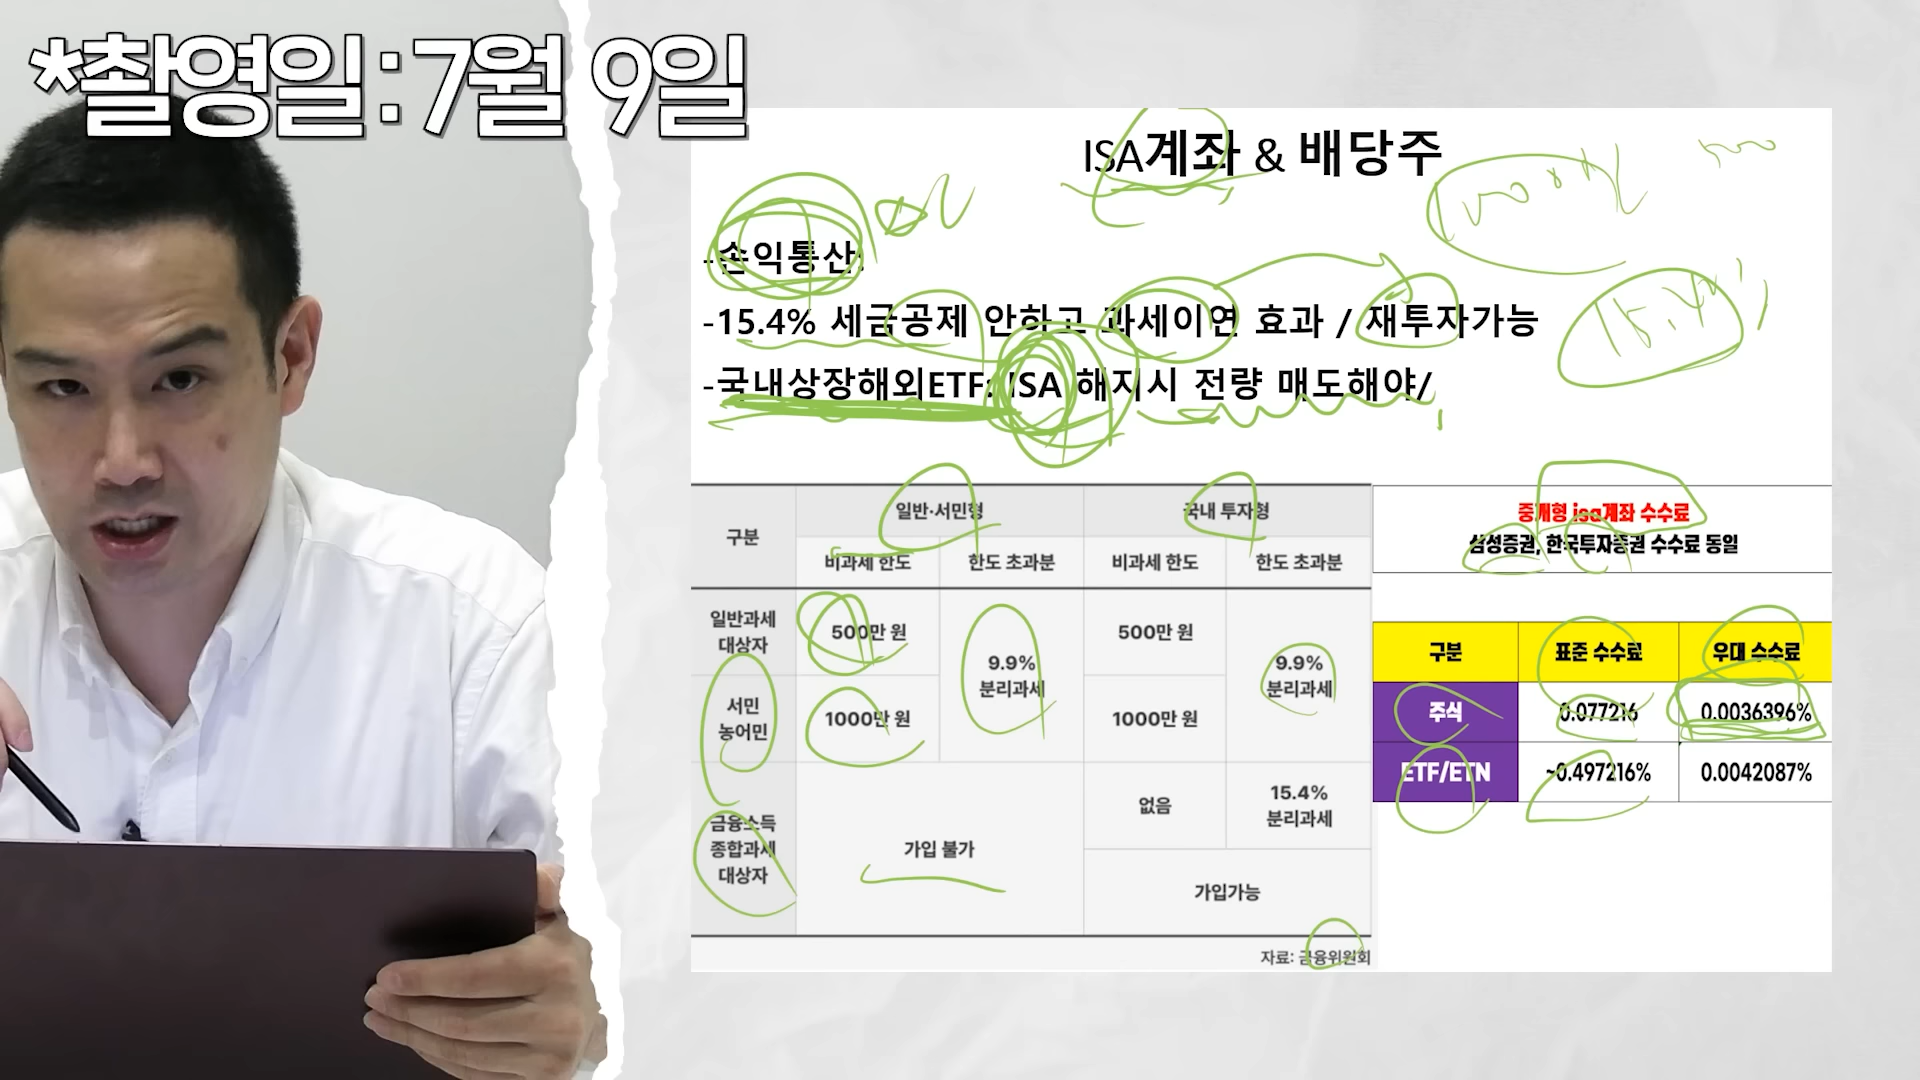 *촬영일 : 7월 9일
ISA계좌 & 배당주
-손익통산.
-15.4% 세금공제 안하고 과세이연 효과 / 재투자가능
-국내상장해외ETF: ISA 해지시 전량 매도해야/
구분
일반·서민형
국내 투자형
비과세 한도
한도 초과분
비과세 한도
한도 초과분
일반과세
대상자
500만 원
9.9%
분리과세
500만 원
9.9%
분리과세
서민
농어민
1000만 원
1000만 원
금융소득
종합과세
대상자
가입 불가
없음
15.4%
분리과세
가입가능
자료: 금융위원회
중개형 isa계좌 수수료
삼성증권, 한국투자증권 수수료 동일
구분
표준 수수료
우대 수수료
주식
0.077216
0.0036396%
ETF/ETN
~0.497216%
0.0042087%
15.4%